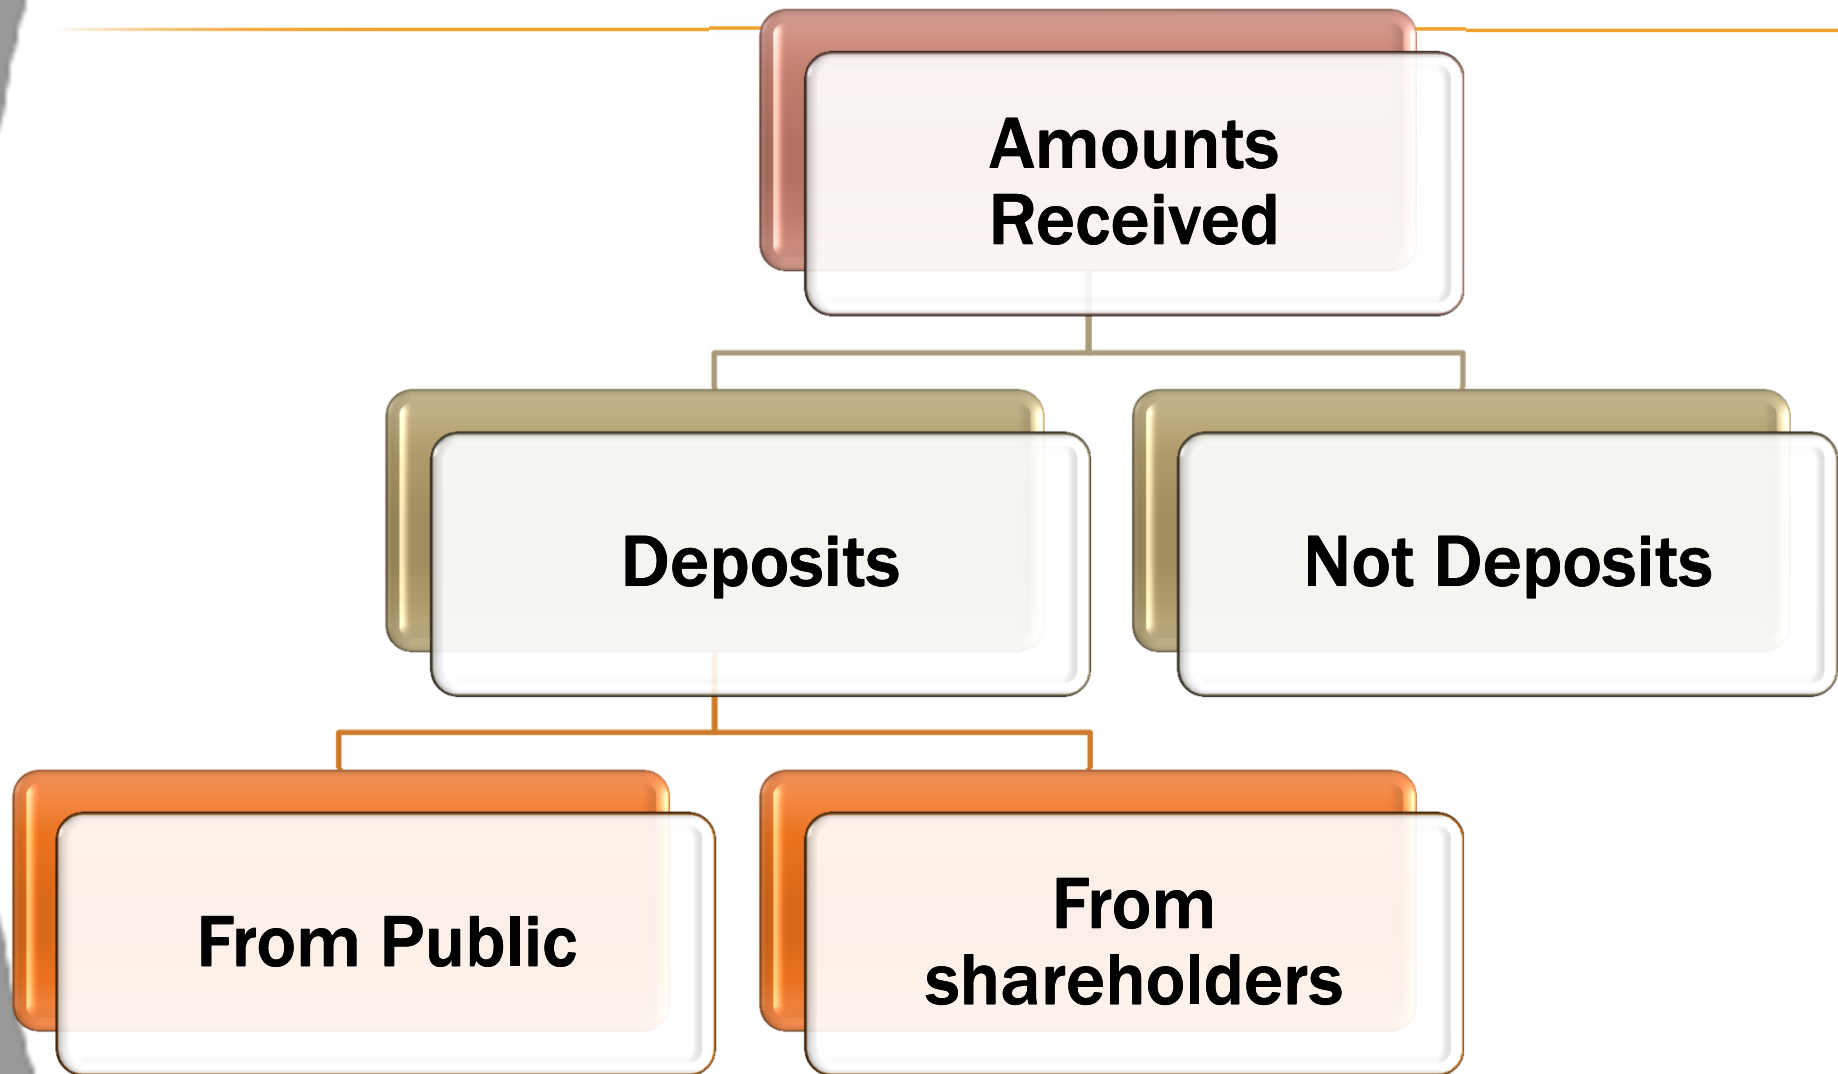 Amounts
Received
Deposits
Not Deposits
From Public
From
shareholders